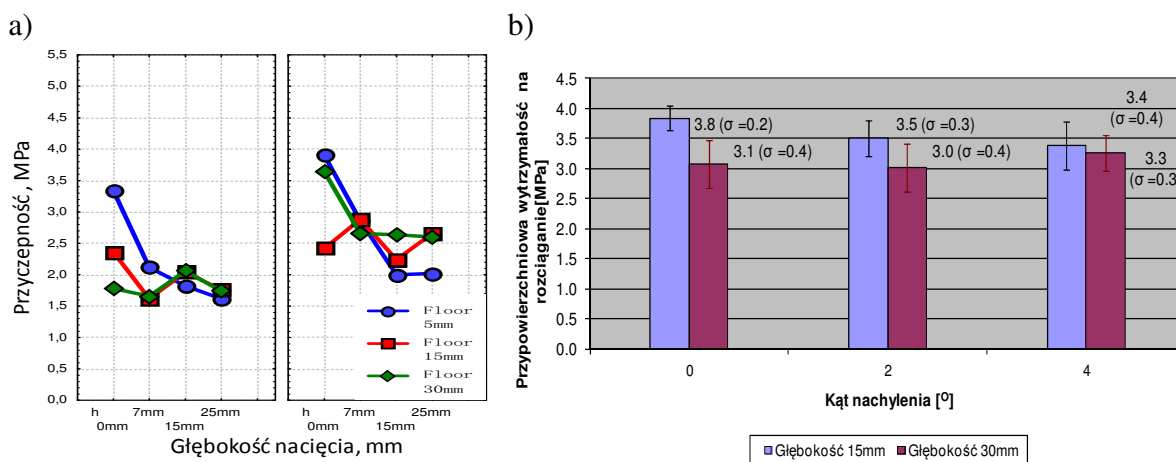 a)
5,5
5,0
4,5
4,0
3,5
3,0
2,5
2,0
1,5
1,0
0,5
0,0
Przyczepność, MPa
h 7mm 25mm
0mm 15mm
h 7mm 25mm
0mm 15mm
Głębokość nacięcia, mm
Floor
5mm
Floor
15mm
Floor
30mm
b)
Przypowierzchniowa wytrzymałość na
rozciąganie[MPa]
4.5
4.0
3.5
3.0
2.5
2.0
1.5
1.0
0.5
0.0
3.8 (σ =0.2)
3.1 (σ =0.4)
3.5 (σ =0.3)
3.0 (σ =0.4)
3.4
(σ =0.4)
3.3
(σ =0.3
0 2 4
Kąt nachylenia [O]
Głębokość 15mm Głębokość 30mm